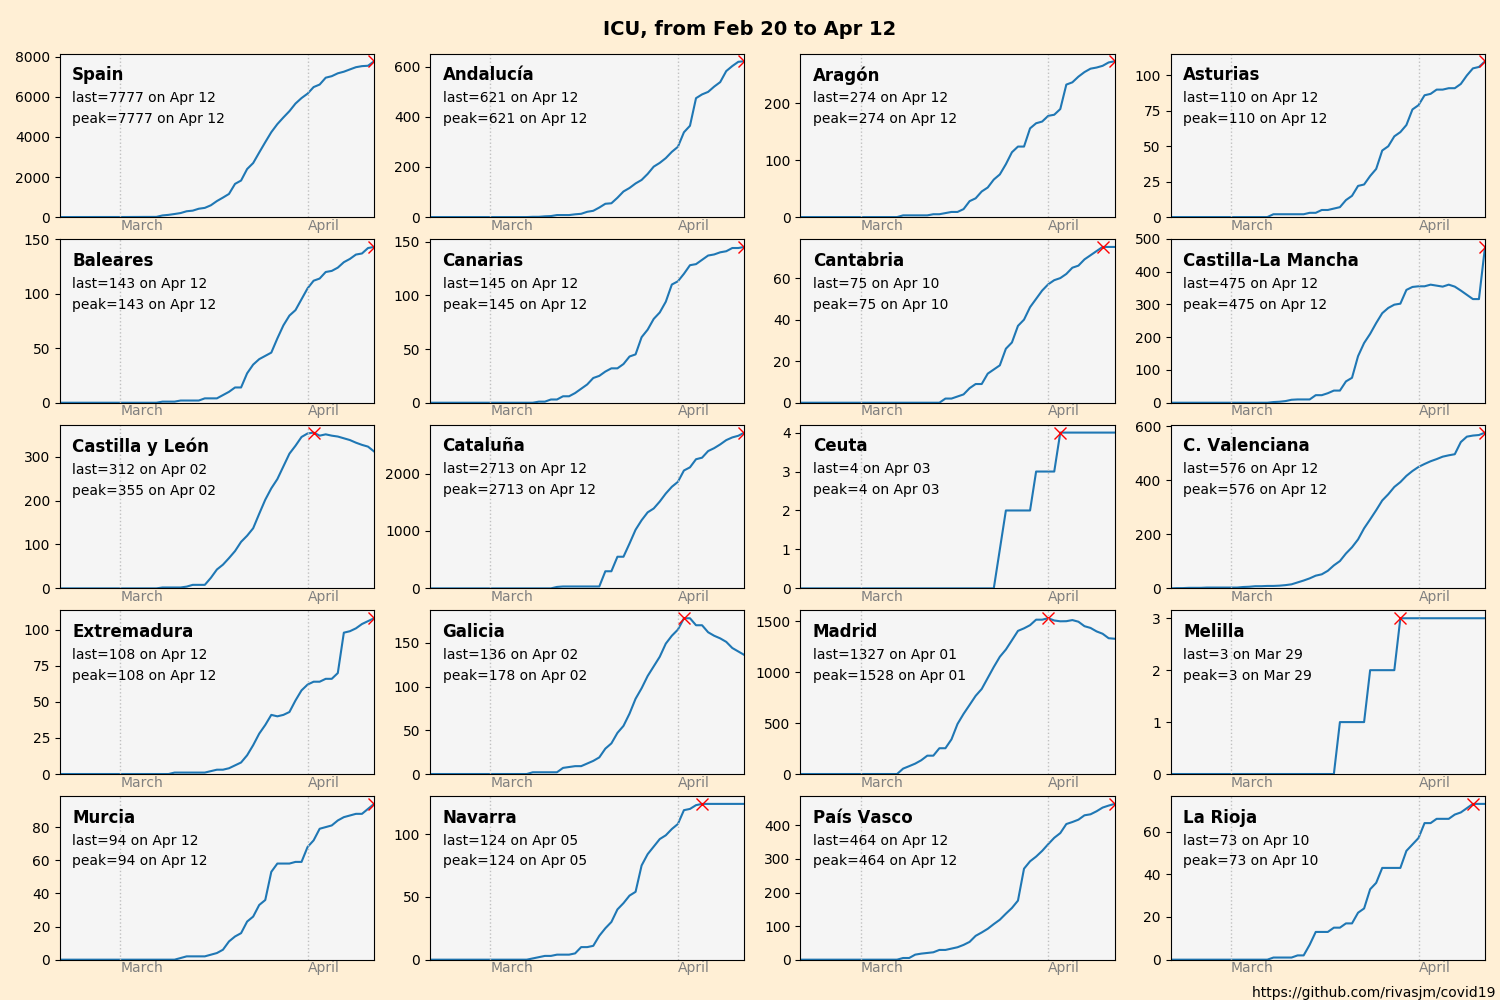 ICU, from Feb 20 to Apr 12
Spain
last=7777 on Apr 12
peak=7777 on Apr 12
8000
6000
4000
2000
0
March
April
Andalucía
last=621 on Apr 12
peak=621 on Apr 12
600
400
200
0
March
April
Aragón
last=274 on Apr 12
peak=274 on Apr 12
200
100
0
March
April
Asturias
last=110 on Apr 12
peak=110 on Apr 12
100
75
50
25
0
March
April
Baleares
last=143 on Apr 12
peak=143 on Apr 12
150
100
50
0
March
April
Canarias
last=145 on Apr 12
peak=145 on Apr 12
150
100
50
0
March
April
Cantabria
last=75 on Apr 10
peak=75 on Apr 10
60
40
20
0
March
April
Castilla-La Mancha
last=475 on Apr 12
peak=475 on Apr 12
500
400
300
200
100
0
March
April
Castilla y León
last=312 on Apr 02
peak=355 on Apr 02
300
200
100
0
March
April
Cataluña
last=2713 on Apr 12
peak=2713 on Apr 12
2000
1000
0
March
April
Ceuta
last=4 on Apr 03
peak=4 on Apr 03
4
3
2
1
0
March
April
C. Valenciana
last=576 on Apr 12
peak=576 on Apr 12
600
400
200
0
March
April
Extremadura
last=108 on Apr 12
peak=108 on Apr 12
100
75
50
25
0
March
April
Galicia
last=136 on Apr 02
peak=178 on Apr 02
150
100
50
0
March
April
Madrid
last=1327 on Apr 01
peak=1528 on Apr 01
1500
1000
500
0
March
April
Melilla
last=3 on Mar 29
peak=3 on Mar 29
3
2
1
0
March
April
Murcia
last=94 on Apr 12
peak=94 on Apr 12
80
60
40
20
0
March
April
Navarra
last=124 on Apr 05
peak=124 on Apr 05
100
50
0
March
April
País Vasco
last=464 on Apr 12
peak=464 on Apr 12
400
300
200
100
0
March
April
La Rioja
last=73 on Apr 10
peak=73 on Apr 10
60
40
20
0
March
April
https://github.com/rivasjm/covid19